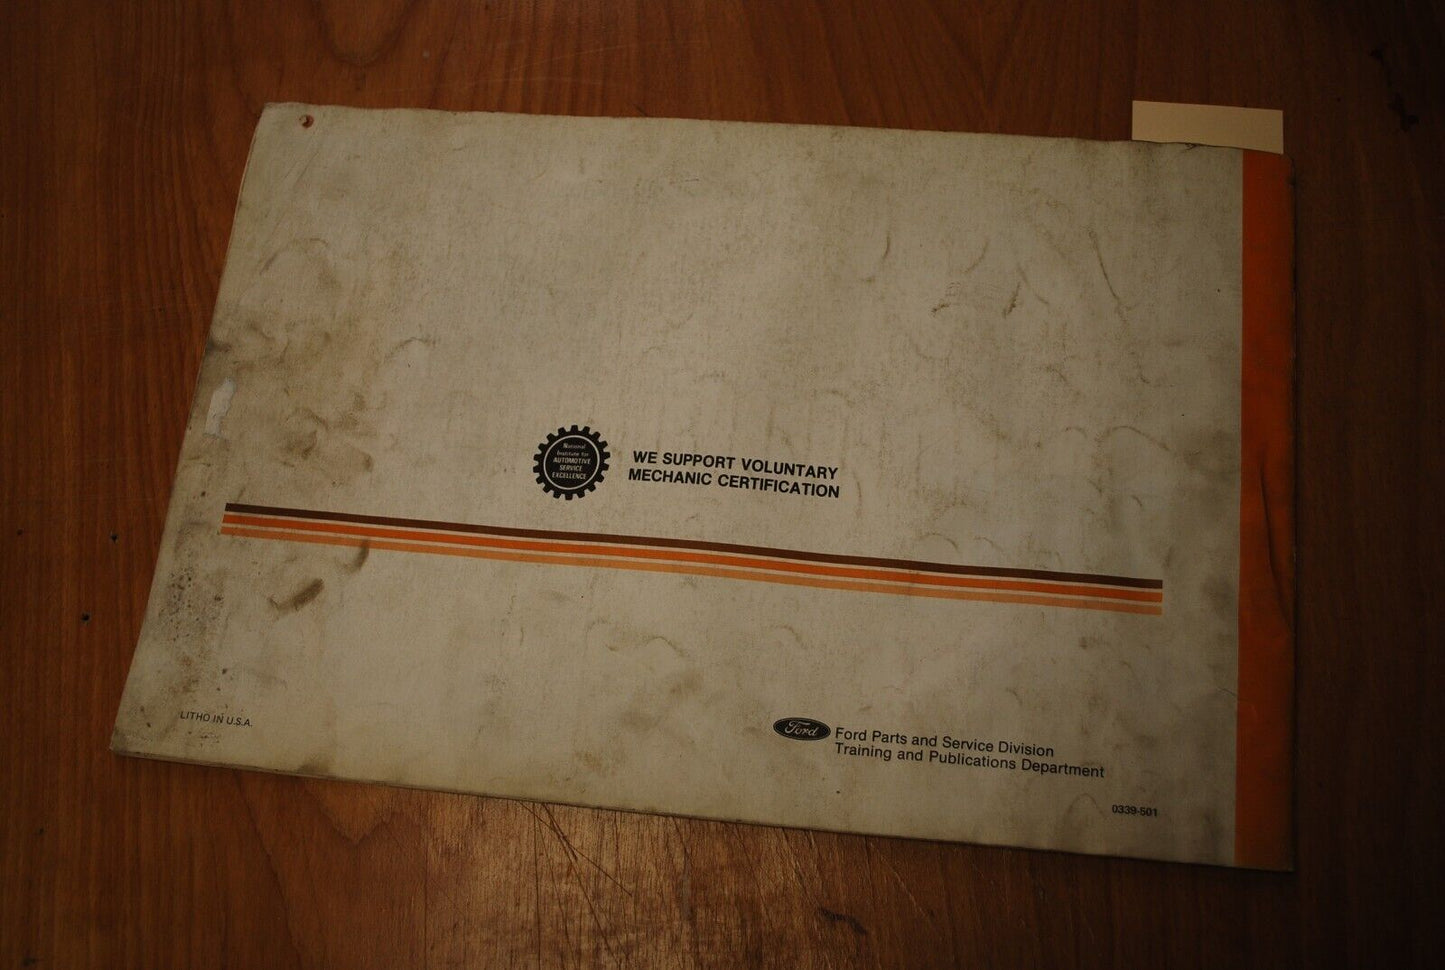 National
Institute for
AUTOMOTIVE
SERVICE
EXCELLENCE
WE SUPPORT VOLUNTARY
MECHANIC CERTIFICATION
LITHO IN U.S.A.
Ford
Ford Parts and Service Division
Training and Publications Department
0339-501